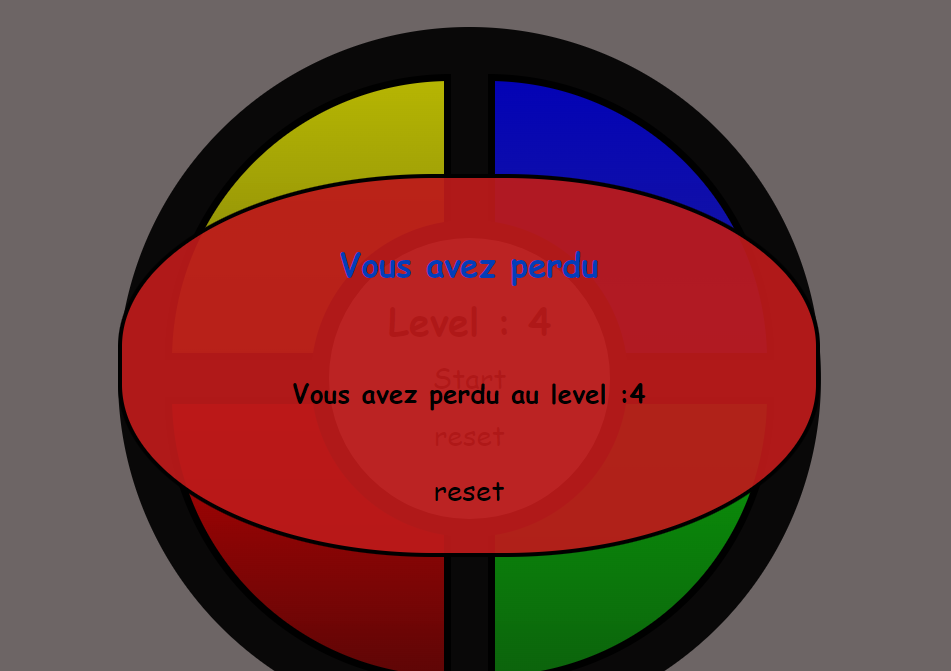 Vous avez perdu
Level : 4
Start
Vous avez perdu au level :4
reset
reset